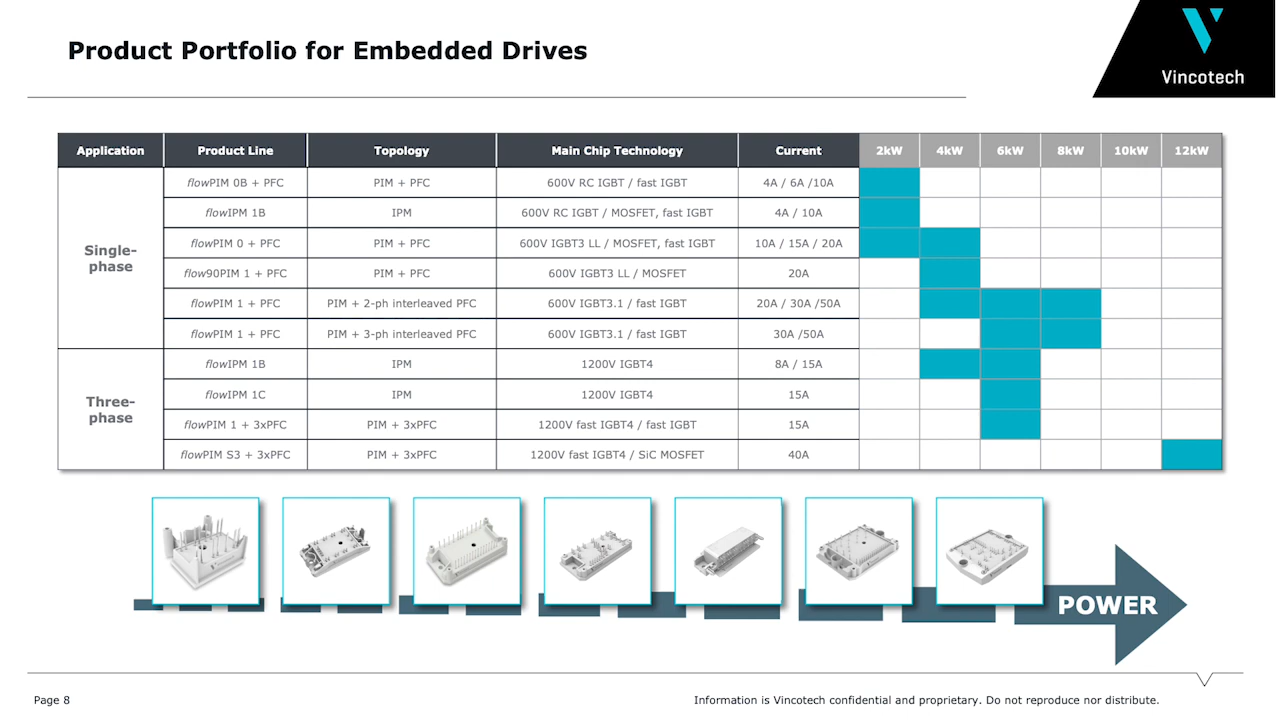 Product Portfolio for Embedded Drives
Vincotech
Application Product Line Topology Main Chip Technology Current 2kW 4kW 6kW 8kW 10kW 12kW
Single-
phase
flowPIM 0B + PFC PIM + PFC 600V RC IGBT / fast IGBT 4A / 6A /10A
flowIPM 1B IPM 600V RC IGBT / MOSFET, fast IGBT 4A / 10A
flowPIM 0 + PFC PIM + PFC 600V IGBT3 LL / MOSFET, fast IGBT 10A / 15A / 20A
flow90PIM 1 + PFC PIM + PFC 600V IGBT3 LL / MOSFET 20A
flowPIM 1 + PFC PIM + 2-ph interleaved PFC 600V IGBT3.1 / fast IGBT 20A / 30A /50A
flowPIM 1 + PFC PIM + 3-ph interleaved PFC 600V IGBT3.1 / fast IGBT 30A /50A
Three-
phase
flowIPM 1B IPM 1200V IGBT4 8A / 15A
flowIPM 1C IPM 1200V IGBT4 15A
flowPIM 1 + 3xPFC PIM + 3xPFC 1200V fast IGBT4 / fast IGBT 15A
flowPIM S3 + 3xPFC PIM + 3xPFC 1200V fast IGBT4 / SiC MOSFET 40A
POWER
Page 8
Information is Vincotech confidential and proprietary. Do not reproduce nor distribute.